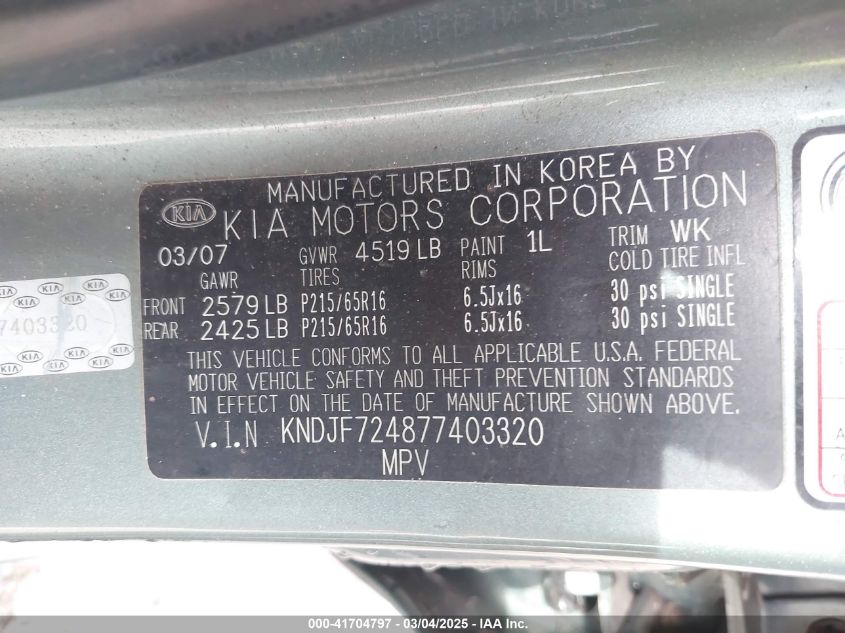 MANUFACTURED IN KOREA BY
KIA KIA MOTORS CORPORATION
03/07 GVWR 4519 LB PAINT 1L TRIM WK
GAWR TIRES RIMS COLD TIRE INFL
FRONT 2579 LB P215/65R16 6.5Jx16 30 psi SINGLE
REAR 2425 LB P215/65R16 6.5Jx16 30 psi SINGLE
THIS VEHICLE CONFORMS TO ALL APPLICABLE U.S.A. FEDERAL
MOTOR VEHICLE SAFETY AND THEFT PREVENTION STANDARDS
IN EFFECT ON THE DATE OF MANUFACTURE SHOWN ABOVE.
V.I.N KNDJF724877403320
MPV
7403320
000-41704797 - 03/04/2025 - IAA Inc.